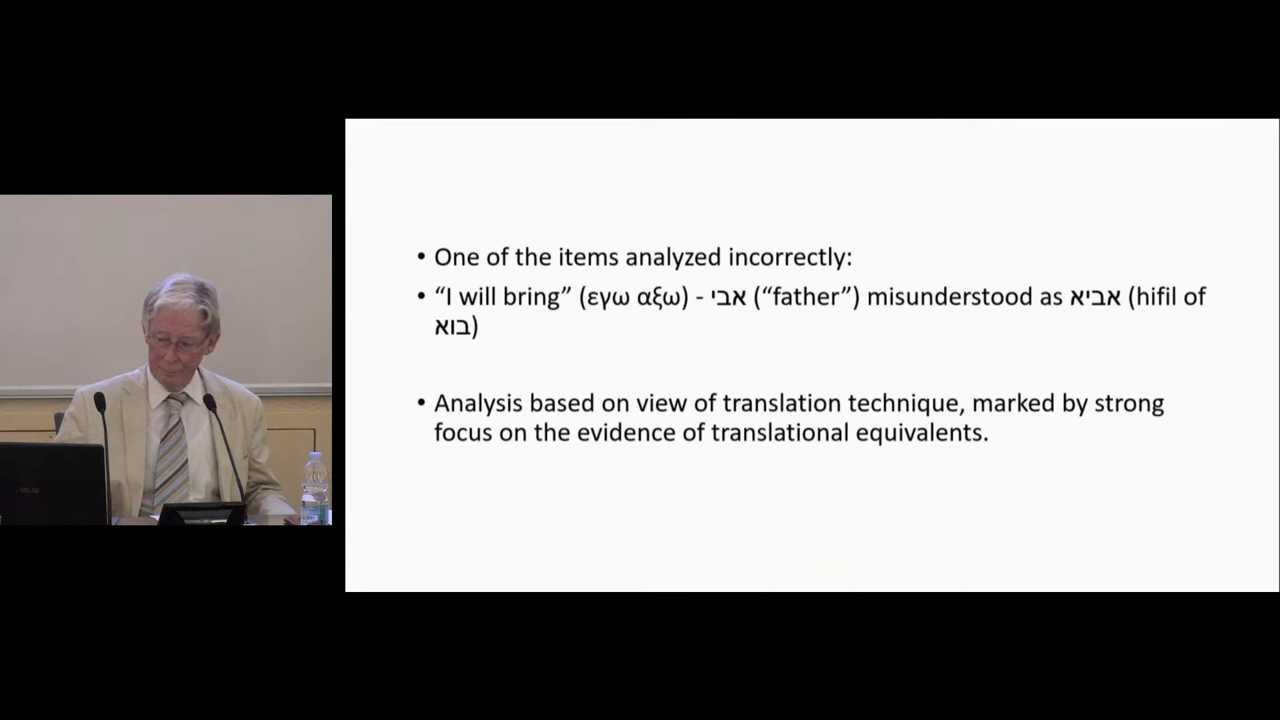 • One of the items analyzed incorrectly:
• “I will bring” (εγω αξω) - אבי (“father”) misunderstood as אביא (hifil of
בוא)
• Analysis based on view of translation technique, marked by strong
focus on the evidence of translational equivalents.
ASUS